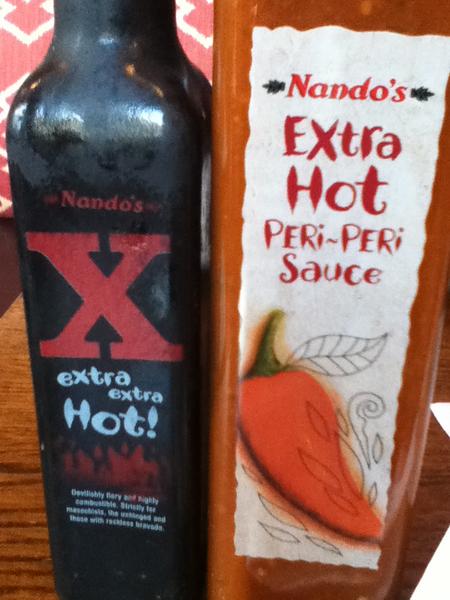 Nando's
X
extra
extra
Hot!
Devilishly fiery and highly
combustible. Strictly for
masochists, the unhinged and
those with reckless bravado.
Nando's
Extra
Hot
PERi~PERi
Sauce